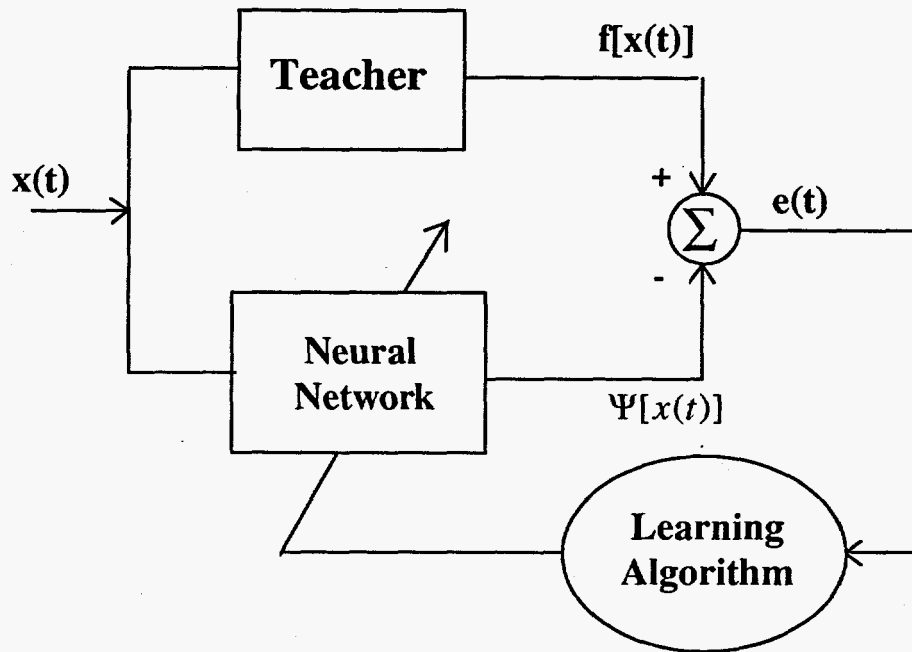 f[x(t)]
Teacher
x(t)
+
Σ
e(t)
-
Neural
Network
Ψ[x(t)]
Learning
Algorithm